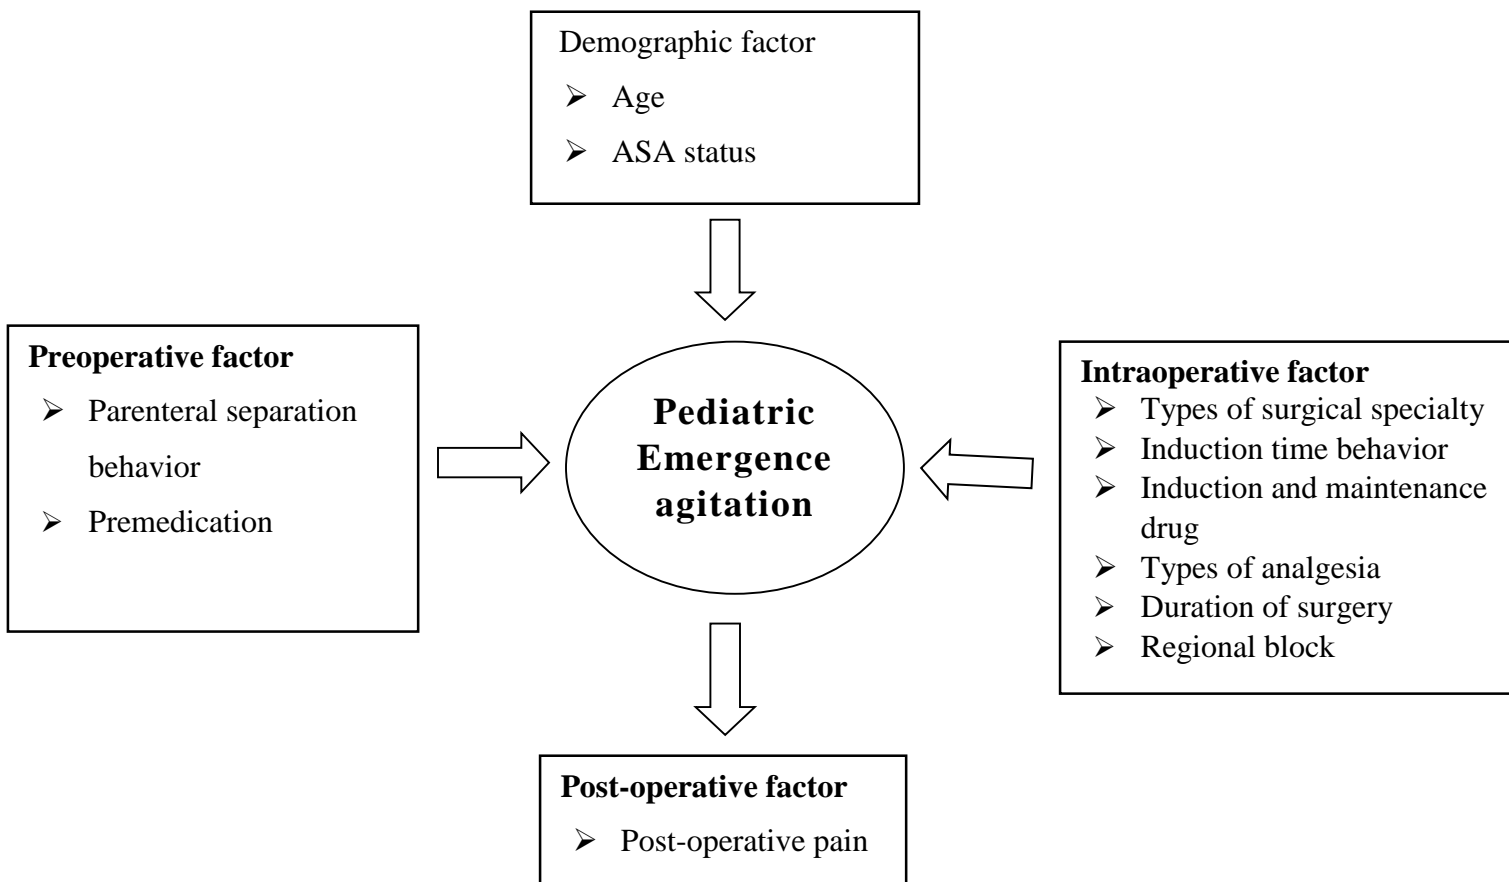 Demographic factor
➢ Age
➢ ASA status
Preoperative factor
➢ Parenteral separation
behavior
➢ Premedication
Pediatric
Emergence
agitation
Intraoperative factor
➢ Types of surgical specialty
➢ Induction time behavior
➢ Induction and maintenance
drug
➢ Types of analgesia
➢ Duration of surgery
➢ Regional block
Post-operative factor
➢ Post-operative pain